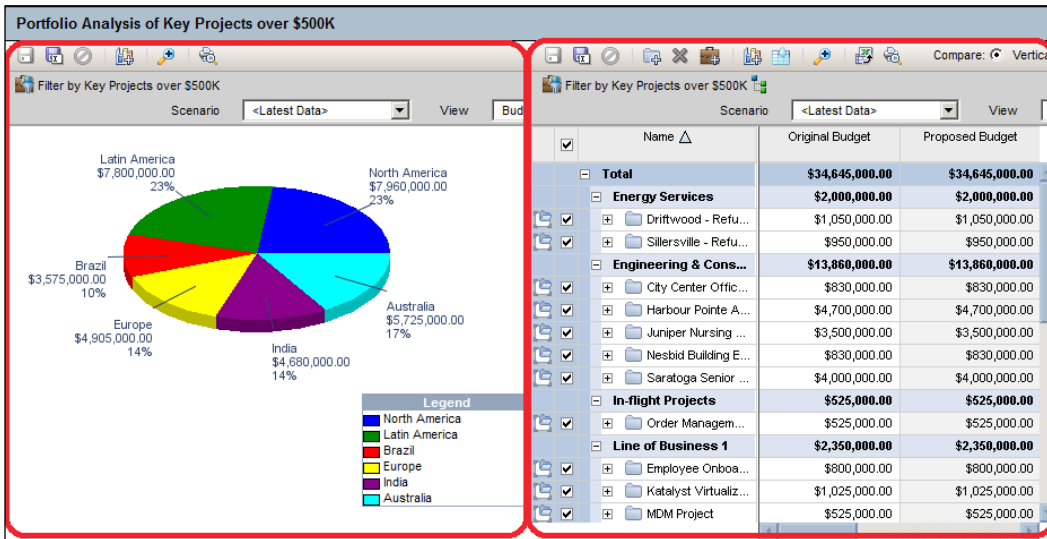 Portfolio Analysis of Key Projects over $500K
Filter by Key Projects over $500K
Scenario <Latest Data> View Bud
Latin America
$7,800,000.00
23%
North America
$7,960,000.00
23%
Brazil
$3,575,000.00
10%
Australia
$5,725,000.00
17%
Europe
$4,905,000.00
14%
India
$4,680,000.00
14%
Legend
North America
Latin America
Brazil
Europe
India
Australia
Compare: Vertica
Filter by Key Projects over $500K
Scenario <Latest Data> View
Name Original Budget Proposed Budget
Total $34,645,000.00 $34,645,000.00
Energy Services $2,000,000.00 $2,000,000.00
Driftwood - Refu... $1,050,000.00 $1,050,000.00
Sillersville - Refu... $950,000.00 $950,000.00
Engineering & Cons... $13,860,000.00 $13,860,000.00
City Center Offic... $830,000.00 $830,000.00
Harbour Pointe A... $4,700,000.00 $4,700,000.00
Juniper Nursing ... $3,500,000.00 $3,500,000.00
Nesbid Building E... $830,000.00 $830,000.00
Saratoga Senior ... $4,000,000.00 $4,000,000.00
In-flight Projects $525,000.00 $525,000.00
Order Managem... $525,000.00 $525,000.00
Line of Business 1 $2,350,000.00 $2,350,000.00
Employee Onboa... $800,000.00 $800,000.00
Katalyst Virtualiz... $1,025,000.00 $1,025,000.00
MDM Project $525,000.00 $525,000.00